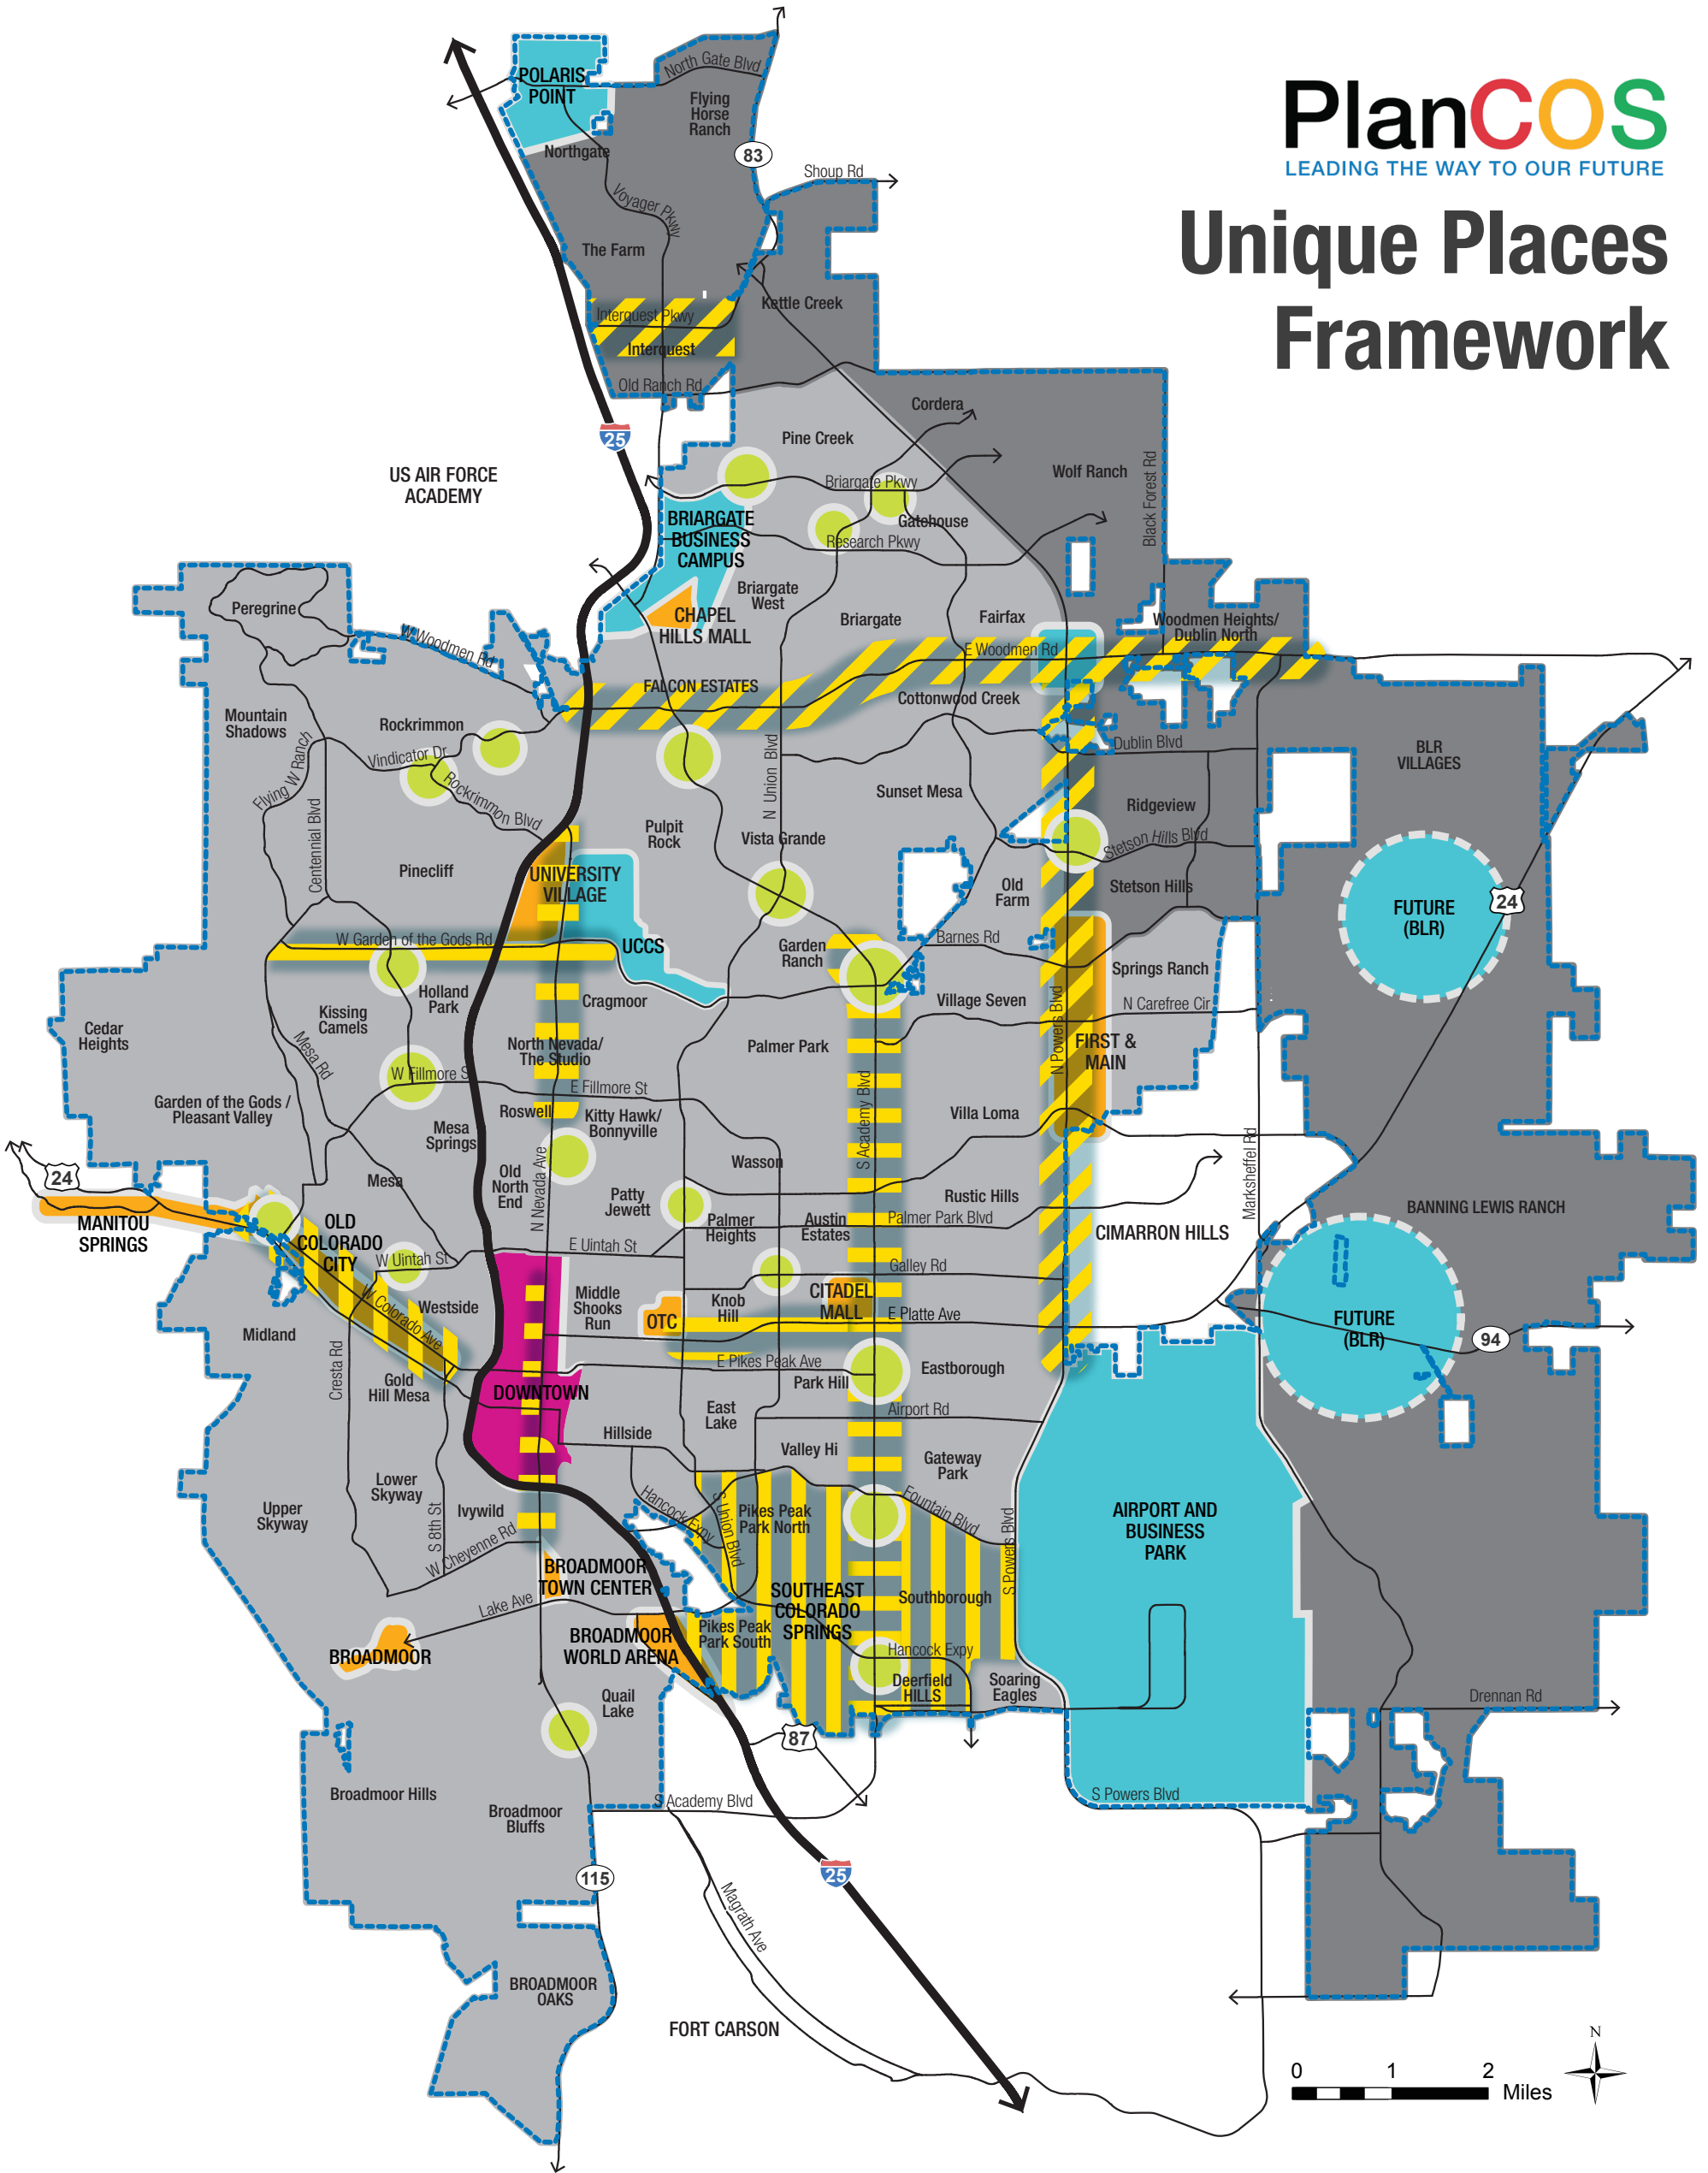 PlanCOS
LEADING THE WAY TO OUR FUTURE
Unique Places
Framework
POLARIS
POINT
North Gate Blvd
Flying
Horse
Ranch
Northgate
83
Shoup Rd
Voyager Pkwy
The Farm
Kettle Creek
Interquest Pkwy
Interquest
Old Ranch Rd
Cordera
25
Pine Creek
US AIR FORCE
ACADEMY
Wolf Ranch
Black Forest Rd
Briargate Pkwy
BRIARGATE
BUSINESS
CAMPUS
Gatehouse
Research Pkwy
Briargate
West
Peregrine
CHAPEL
HILLS MALL
Briargate
Fairfax
Woodmen Heights/
Dublin North
W Woodmen Rd
E Woodmen Rd
FALCON ESTATES
Cottonwood Creek
Mountain
Shadows
Rockrimmon
Dublin Blvd
BLR
VILLAGES
Vindicator Dr
Flying W Ranch
N Union Blvd
Sunset Mesa
Rockrimmon Blvd
Ridgeview
Centennial Blvd
Pulpit
Rock
Vista Grande
Stetson Hills Blvd
Pinecliff
UNIVERSITY
VILLAGE
Old
Farm
Stetson Hills
FUTURE
(BLR)
24
W Garden of the Gods Rd
UCCS
Garden
Ranch
Barnes Rd
Springs Ranch
Holland
Park
Cragmoor
Village Seven
N Carefree Cir
Kissing
Camels
Cedar
Heights
Mesa Rd
North Nevada/
The Studio
Palmer Park
N Powers Blvd
FIRST &
MAIN
W Fillmore S
E Fillmore St
S Academy Blvd
Garden of the Gods /
Pleasant Valley
Roswell
Kitty Hawk/
Bonnyville
Villa Loma
Mesa
Springs
Marksheffel Rd
Wasson
24
Mesa
Old
North
End
N Nevada Ave
Patty
Jewett
Rustic Hills
BANNING LEWIS RANCH
MANITOU
SPRINGS
OLD
COLORADO
CITY
Palmer
Heights
Austin
Estates
Palmer Park Blvd
CIMARRON HILLS
E Uintah St
W Uintah St
Galley Rd
W Colorado Ave
Westside
Middle
Shooks
Run
OTC
Knob
Hill
CITADEL
MALL
E Platte Ave
FUTURE
(BLR)
94
Midland
Cresta Rd
E Pikes Peak Ave
Eastborough
Gold
Hill Mesa
DOWNTOWN
Park Hill
East
Lake
Airport Rd
Hillside
Valley Hi
Gateway
Park
Lower
Skyway
Upper
Skyway
Ivywild
S 8th St
Hancock Expy
S Union Blvd
Pikes Peak
Park North
Fountain Blvd
AIRPORT AND
BUSINESS
PARK
W Cheyenne Rd
S Powers Blvd
BROADMOOR
TOWN CENTER
SOUTHEAST
COLORADO
SPRINGS
Southborough
Lake Ave
BROADMOOR
BROADMOOR
WORLD ARENA
Pikes Peak
Park South
Hancock Expy
Deerfield
HILLS
Soaring
Eagles
Quail
Lake
Drennan Rd
87
Broadmoor Hills
S Academy Blvd
S Powers Blvd
Broadmoor
Bluffs
115
25
Magrath Ave
BROADMOOR
OAKS
FORT CARSON
N
0 1 2
Miles